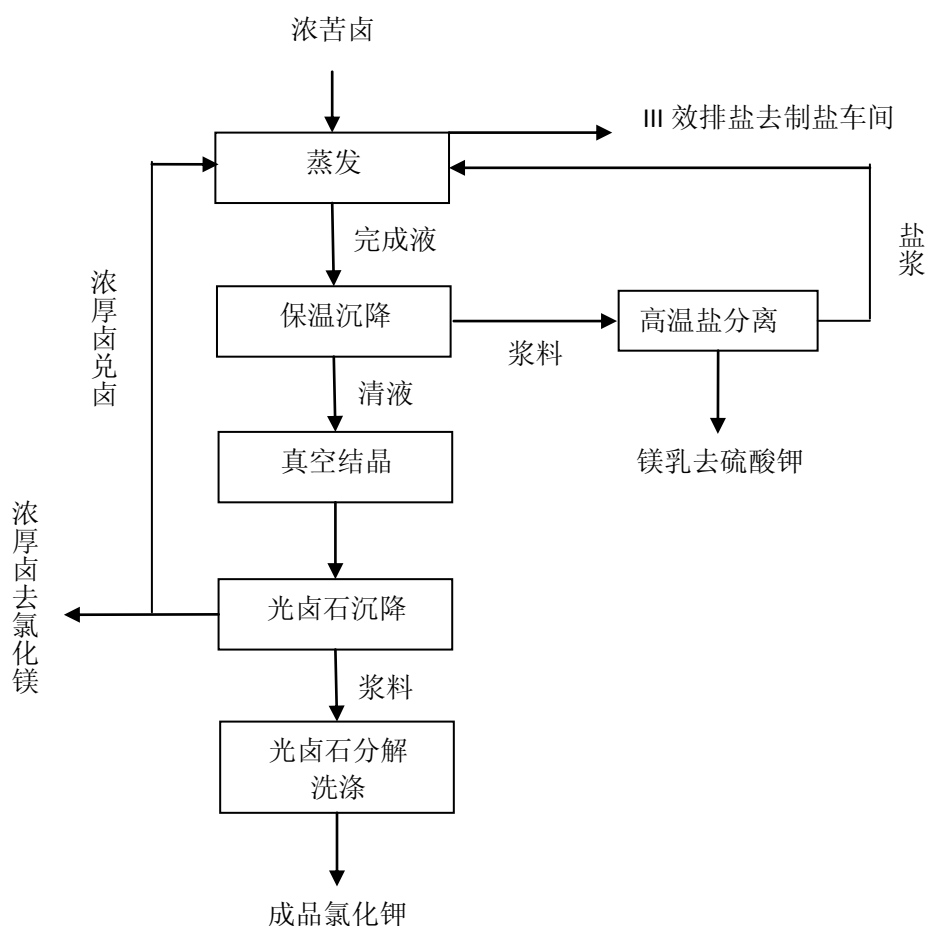 浓苦卤
III 效排盐去制盐车间
蒸发
完成液
盐浆
浓厚卤兑卤
保温沉降
高温盐分离
浆料
清液
真空结晶
镁乳去硫酸钾
浓厚卤去氯化镁
光卤石沉降
浆料
光卤石分解
洗涤
成品氯化钾